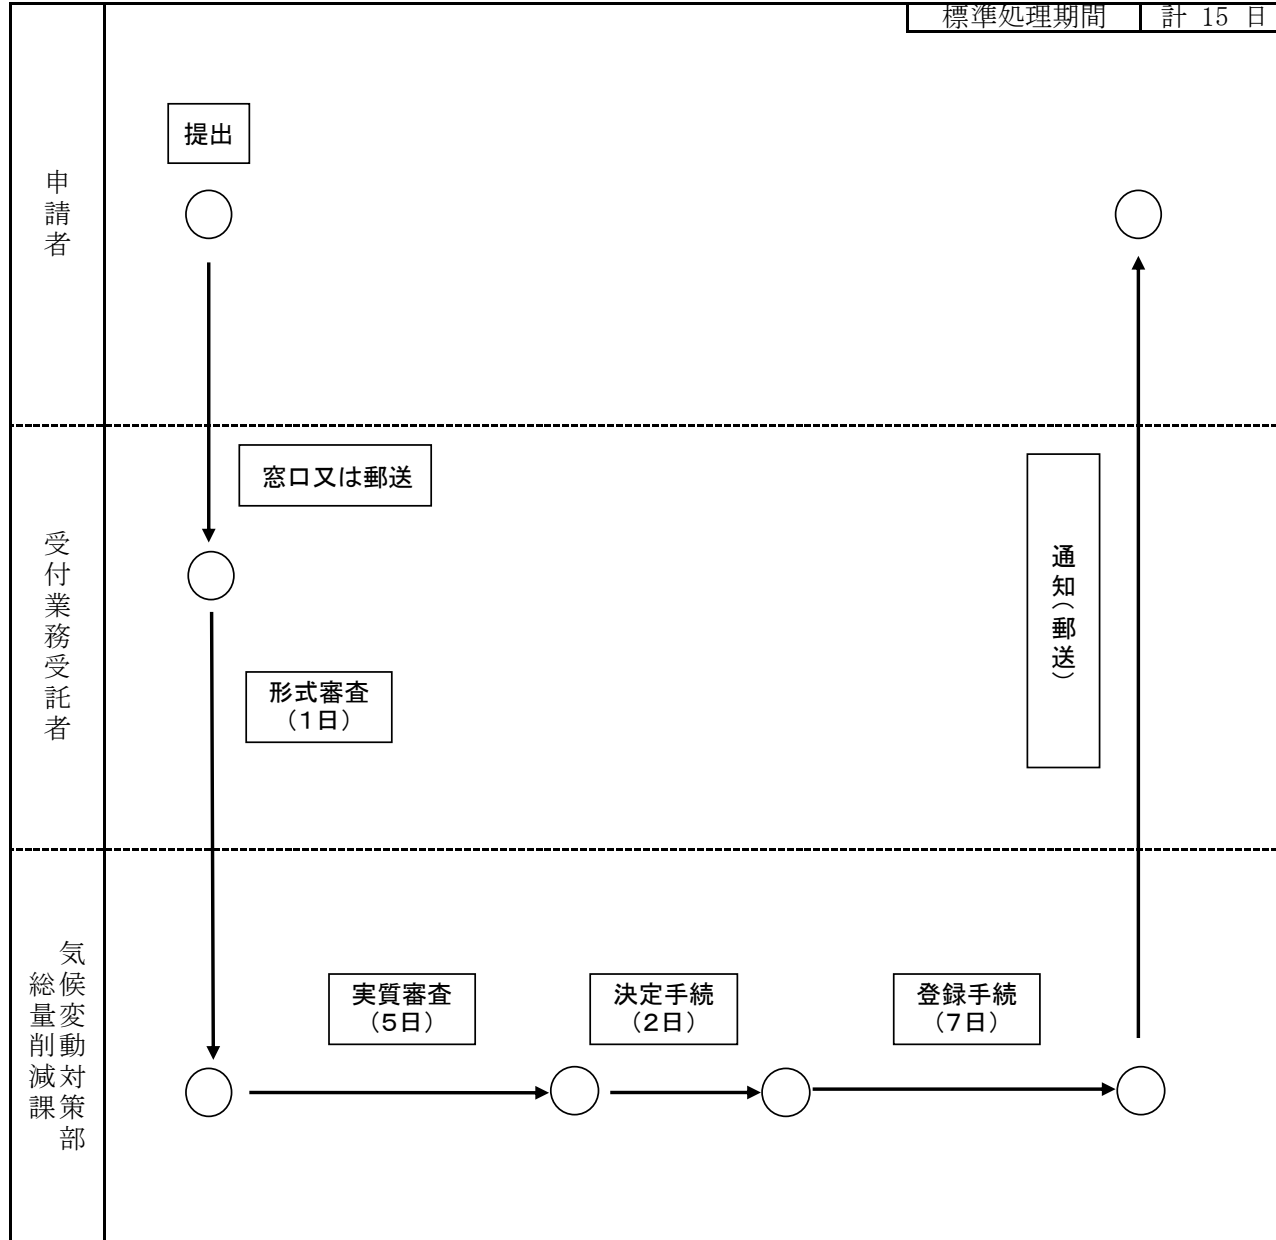 標準処理期間 計 15 日
提出
申請者
窓口又は郵送
受付業務受託者
通知(郵送)
形式審査
(1日)
気候変動対策部
総量削減課
実質審査
(5日)
決定手続
(2日)
登録手続
(7日)